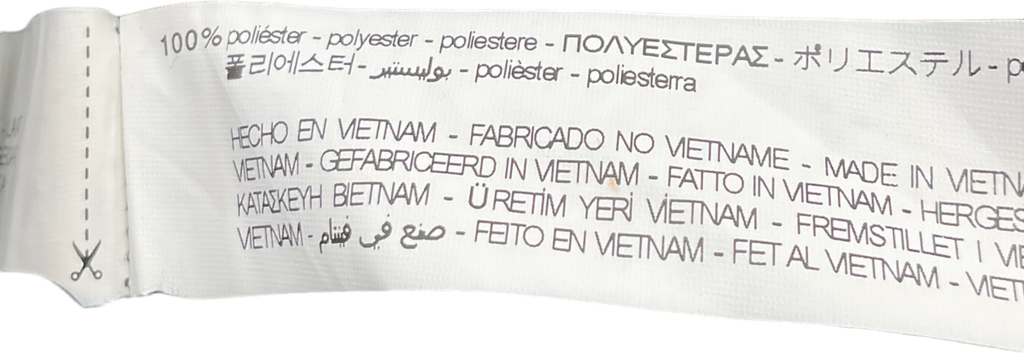 100% poliéster - polyester - poliestere - ΠΟΛΥΕΣΤΕΡΑΣ - ポリエステル -
폴리에스터 - بوليستير - polièster - poliesterra
HECHO EN VIETNAM - FABRICADO NO VIETNAME - MADE IN
VIETNAM - GEFABRICEERD IN VIETNAM - FATTO IN VIETNAM -
ΚΑΤΑΣΚΕΥΗ ΒΙΕΤΝΑΜ - ÜRETİM YERİ VİETNAM - FREMSTILLET I
VIETNAM - صنع في فيتنام - FEITO EN VIETNAM - FET AL VIETNAM -